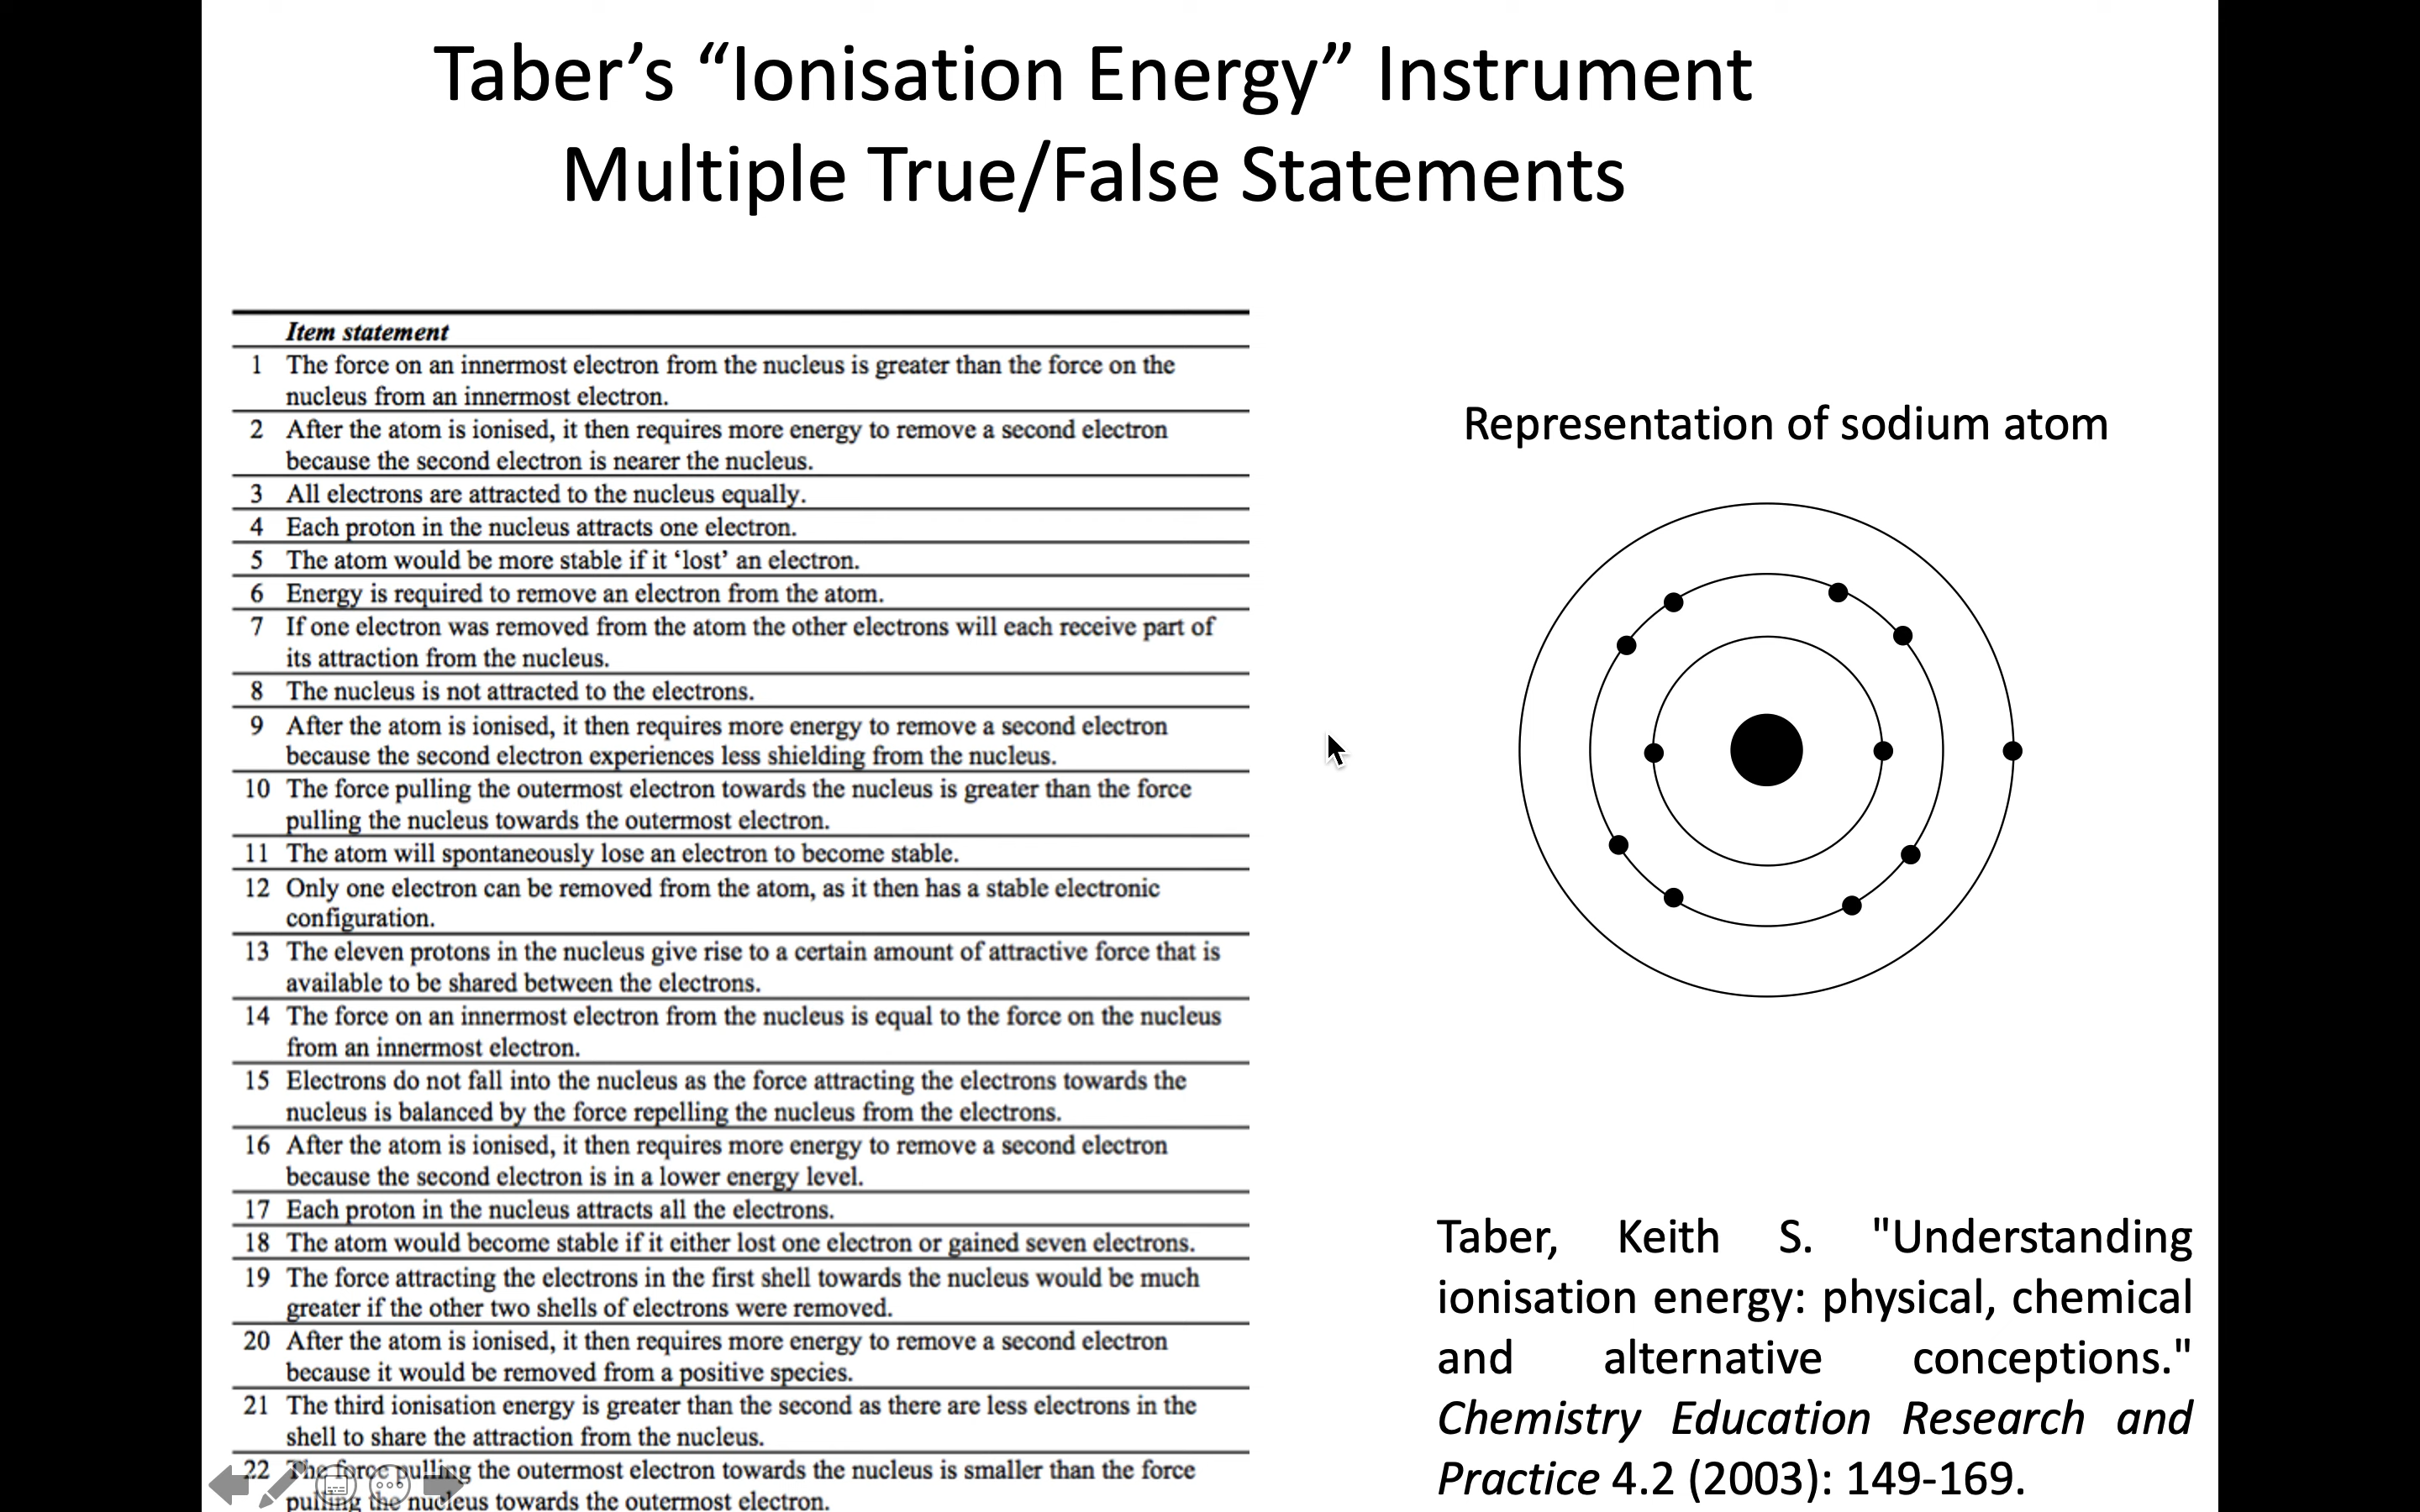 Taber’s “Ionisation Energy” Instrument
Multiple True/False Statements
Item statement
1 The force on an innermost electron from the nucleus is greater than the force on the
nucleus from an innermost electron.
2 After the atom is ionised, it then requires more energy to remove a second electron
because the second electron is nearer the nucleus.
3 All electrons are attracted to the nucleus equally.
4 Each proton in the nucleus attracts one electron.
5 The atom would be more stable if it ‘lost’ an electron.
6 Energy is required to remove an electron from the atom.
7 If one electron was removed from the atom the other electrons will each receive part of
its attraction from the nucleus.
8 The nucleus is not attracted to the electrons.
9 After the atom is ionised, it then requires more energy to remove a second electron
because the second electron experiences less shielding from the nucleus.
10 The force pulling the outermost electron towards the nucleus is greater than the force
pulling the nucleus towards the outermost electron.
11 The atom will spontaneously lose an electron to become stable.
12 Only one electron can be removed from the atom, as it then has a stable electronic
configuration.
13 The eleven protons in the nucleus give rise to a certain amount of attractive force that is
available to be shared between the electrons.
14 The force on an innermost electron from the nucleus is equal to the force on the nucleus
from an innermost electron.
15 Electrons do not fall into the nucleus as the force attracting the electrons towards the
nucleus is balanced by the force repelling the nucleus from the electrons.
16 After the atom is ionised, it then requires more energy to remove a second electron
because the second electron is in a lower energy level.
17 Each proton in the nucleus attracts all the electrons.
18 The atom would become stable if it either lost one electron or gained seven electrons.
19 The force attracting the electrons in the first shell towards the nucleus would be much
greater if the other two shells of electrons were removed.
20 After the atom is ionised, it then requires more energy to remove a second electron
because it would be removed from a positive species.
21 The third ionisation energy is greater than the second as there are less electrons in the
shell to share the attraction from the nucleus.
22 The force pulling the outermost electron towards the nucleus is smaller than the force
pulling the nucleus towards the outermost electron.
Representation of sodium atom
Taber, Keith S. "Understanding
ionisation energy: physical, chemical
and alternative conceptions."
Chemistry Education Research and
Practice 4.2 (2003): 149-169.